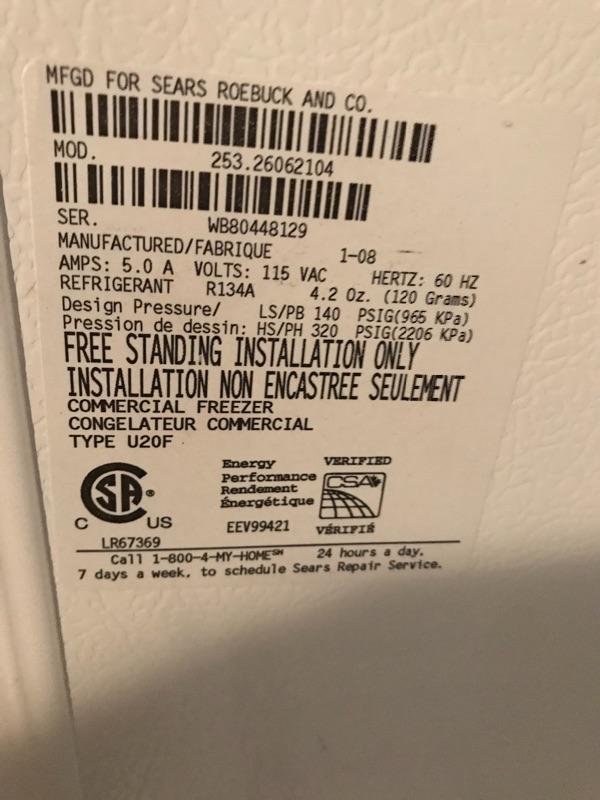 MFGD FOR SEARS ROEBUCK AND CO.
MOD. 253.26062104
SER. WB80448129
MANUFACTURED/FABRIQUE 1-08
AMPS: 5.0 A VOLTS: 115 VAC HERTZ: 60 HZ
REFRIGERANT R134A 4.2 Oz. (120 Grams)
Design Pressure/ LS/PB 140 PSIG(965 KPa)
Pression de dessin: HS/PH 320 PSIG(2206 KPa)
FREE STANDING INSTALLATION ONLY
INSTALLATION NON ENCASTREE SEULEMENT
COMMERCIAL FREEZER
CONGELATEUR COMMERCIAL
TYPE U20F
SA ®
C US
LR67369
Energy VERIFIED
Performance CSA
Rendement
Énergétique
EEV99421 VÉRIFIÉ
Call 1-800-4-MY-HOME℠ 24 hours a day,
7 days a week, to schedule Sears Repair Service.